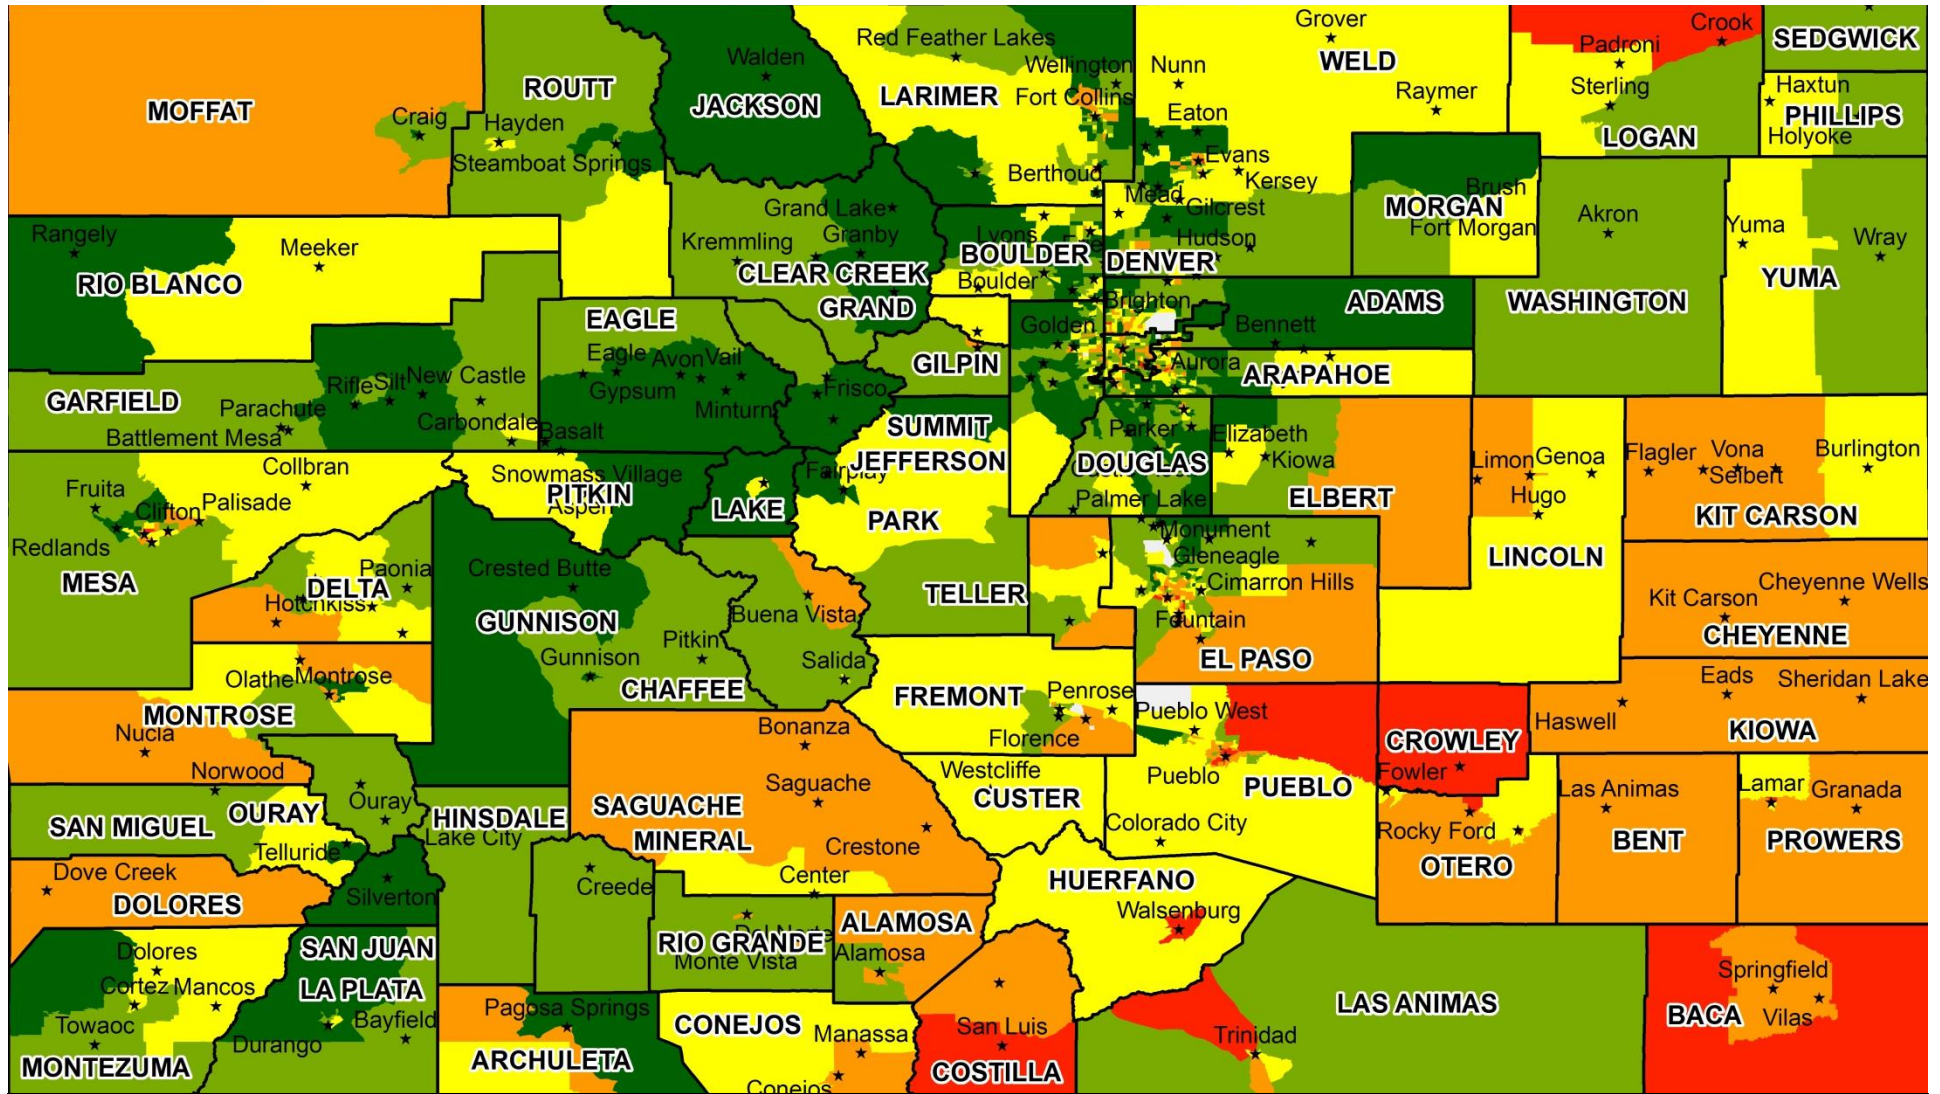 Grover
Crook
WELD
Padroni
SEDGWICK
Red Feather Lakes
Walden
Wellington
Nunn
ROUTT
JACKSON
LARIMER
Fort Collins
Raymer
Sterling
Haxtun
MOFFAT
Craig
Hayden
Eaton
PHILLIPS
LOGAN
Holyoke
Steamboat Springs
Berthoud
Evans
Kersey
Mead
Brush
Grand Lake
Gilcrest
MORGAN
Fort Morgan
Akron
Yuma
Wray
Rangely
Meeker
Kremmling
Granby
Lyons
Erie
Hudson
RIO BLANCO
CLEAR CREEK
BOULDER
Boulder
DENVER
YUMA
GRAND
Brighton
ADAMS
WASHINGTON
EAGLE
Golden
Bennett
Eagle
Avon
Vail
GILPIN
Aurora
ARAPAHOE
GARFIELD
Rifle
Silt
New Castle
Gypsum
Frisco
Parachute
Minturn
Battlement Mesa
Carbondale
Basalt
SUMMIT
Parker
Elizabeth
Kiowa
Collbran
Snowmass Village
Fairplay
JEFFERSON
DOUGLAS
Limon
Genoa
Flagler
Vona
Seibert
Burlington
Fruita
Palisade
PITKIN
Aspen
LAKE
PARK
Palmer Lake
ELBERT
Hugo
KIT CARSON
Clifton
Redlands
Monument
Gleneagle
LINCOLN
MESA
DELTA
Paonia
Hotchkiss
Crested Butte
TELLER
Cimarron Hills
Cheyenne Wells
Kit Carson
GUNNISON
Buena Vista
Fountain
CHEYENNE
Pitkin
Gunnison
Salida
EL PASO
Olathe
Montrose
CHAFFEE
FREMONT
Penrose
Eads
Sheridan Lake
MONTROSE
Nucla
Bonanza
Florence
Pueblo West
CROWLEY
Haswell
KIOWA
Norwood
Westcliffe
Pueblo
Fowler
Ouray
Saguache
CUSTER
PUEBLO
Las Animas
Lamar
Granada
SAN MIGUEL
OURAY
HINSDALE
Lake City
SAGUACHE
MINERAL
Colorado City
Rocky Ford
BENT
PROWERS
Telluride
Crestone
OTERO
Dove Creek
DOLORES
Silverton
Creede
Center
HUERFANO
Walsenburg
Dolores
SAN JUAN
RIO GRANDE
Del Norte
Monte Vista
ALAMOSA
Alamosa
Cortez
Mancos
LA PLATA
Springfield
Towaoc
Bayfield
Durango
Pagosa Springs
CONEJOS
Manassa
San Luis
LAS ANIMAS
Trinidad
BACA
Vilas
MONTEZUMA
ARCHULETA
Conejos
COSTILLA